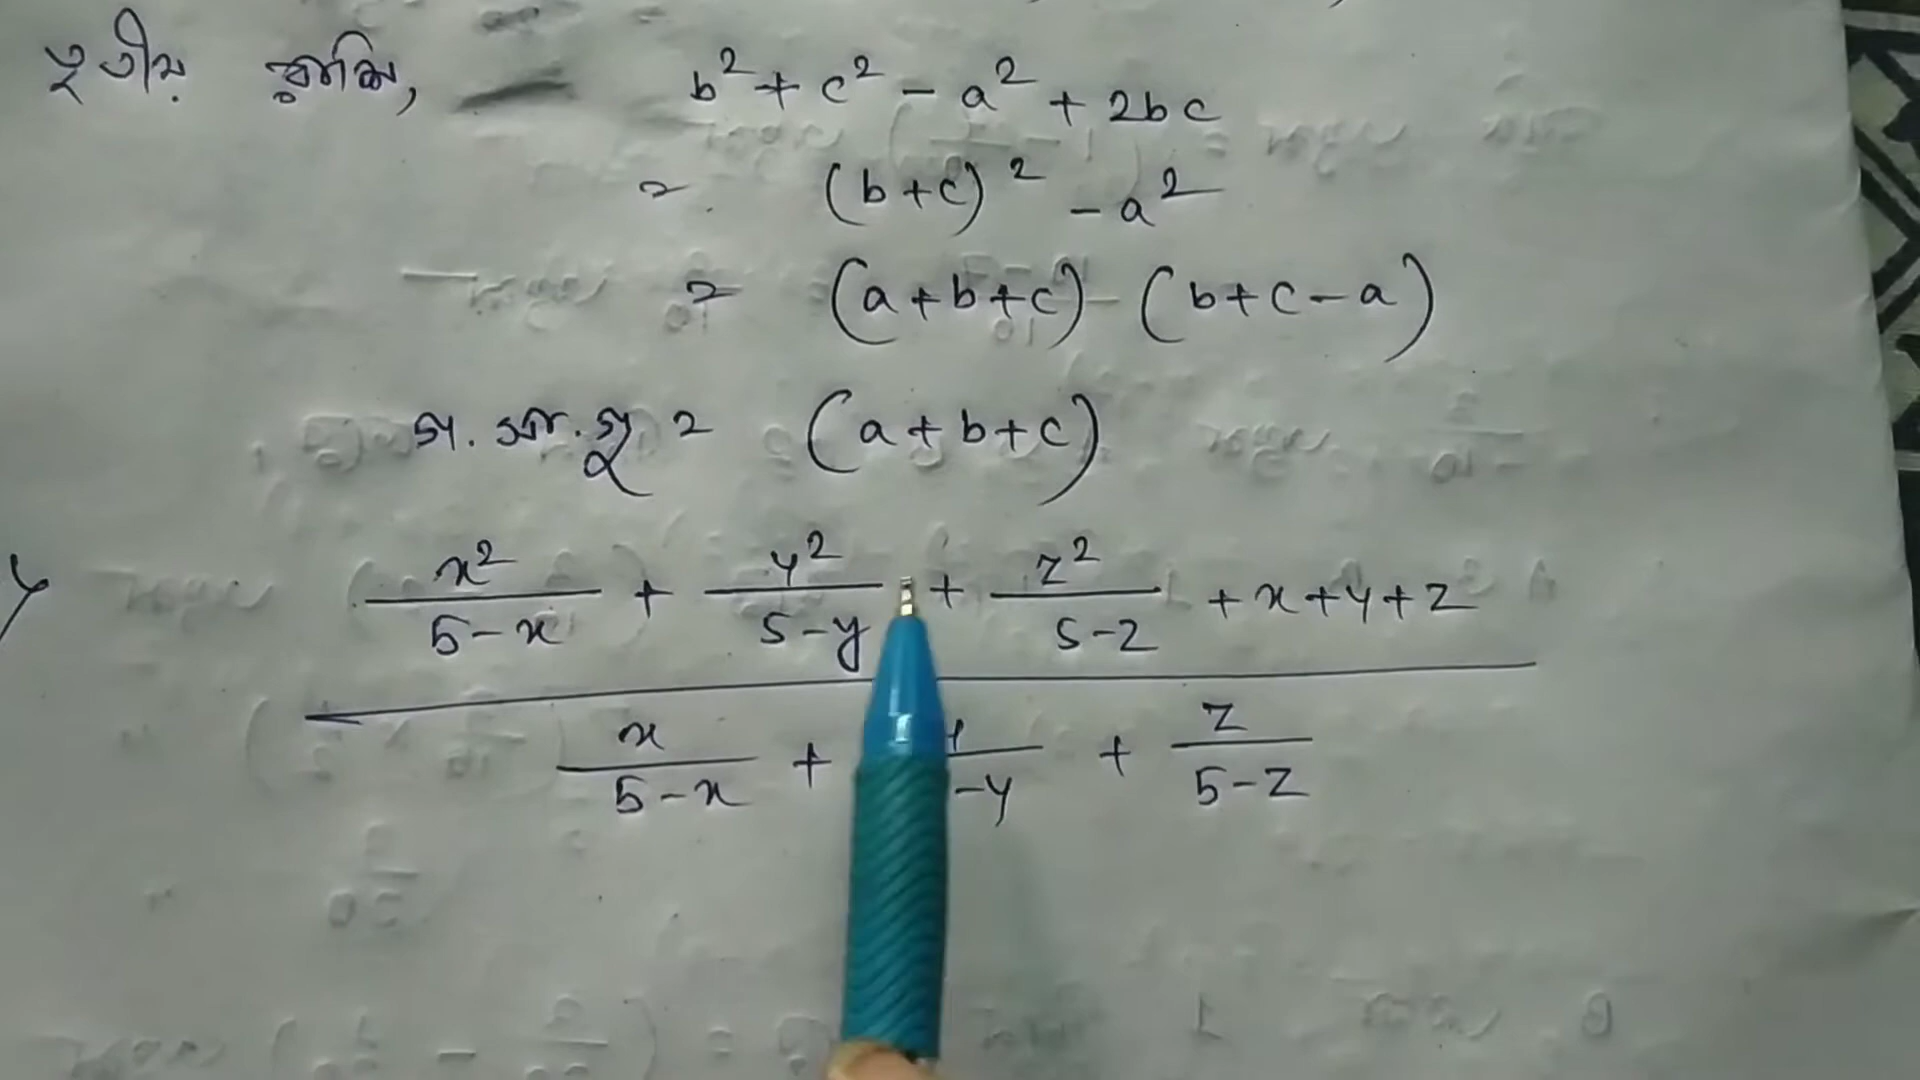 তৃতীয় রাশি, b² + c² - a² + 2bc
= (b+c)² - a²
= (a+b+c) (b+c-a)
গ. সা. গু = (a+b+c)
x²/5-x + y²/5-y + z²/5-z + x+y+z
x/5-x + -y + z/5-z